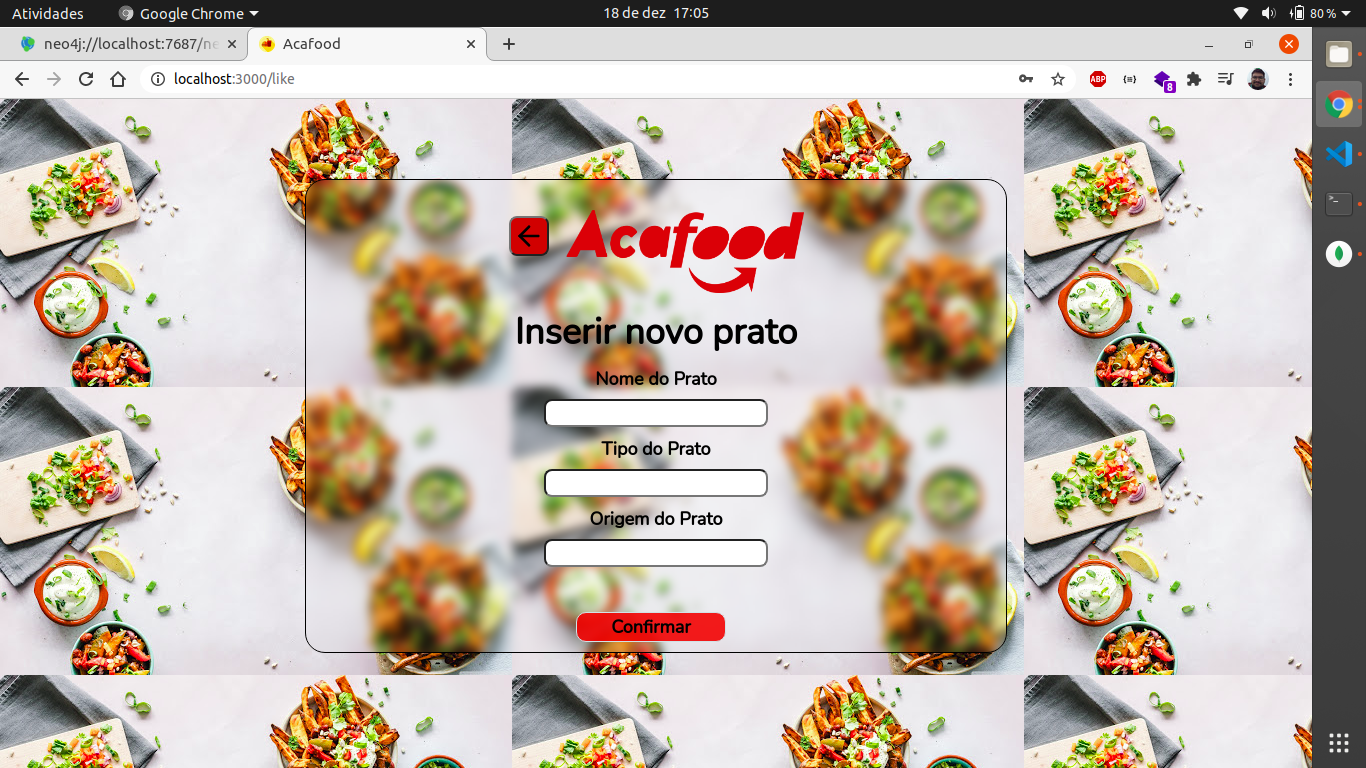 Atividades Google Chrome 18 de dez 17:05 80 %
neo4j://localhost:7687/ne Acafood
localhost:3000/like ABP 8
Acafood
Inserir novo prato
Nome do Prato
Tipo do Prato
Origem do Prato
Confirmar